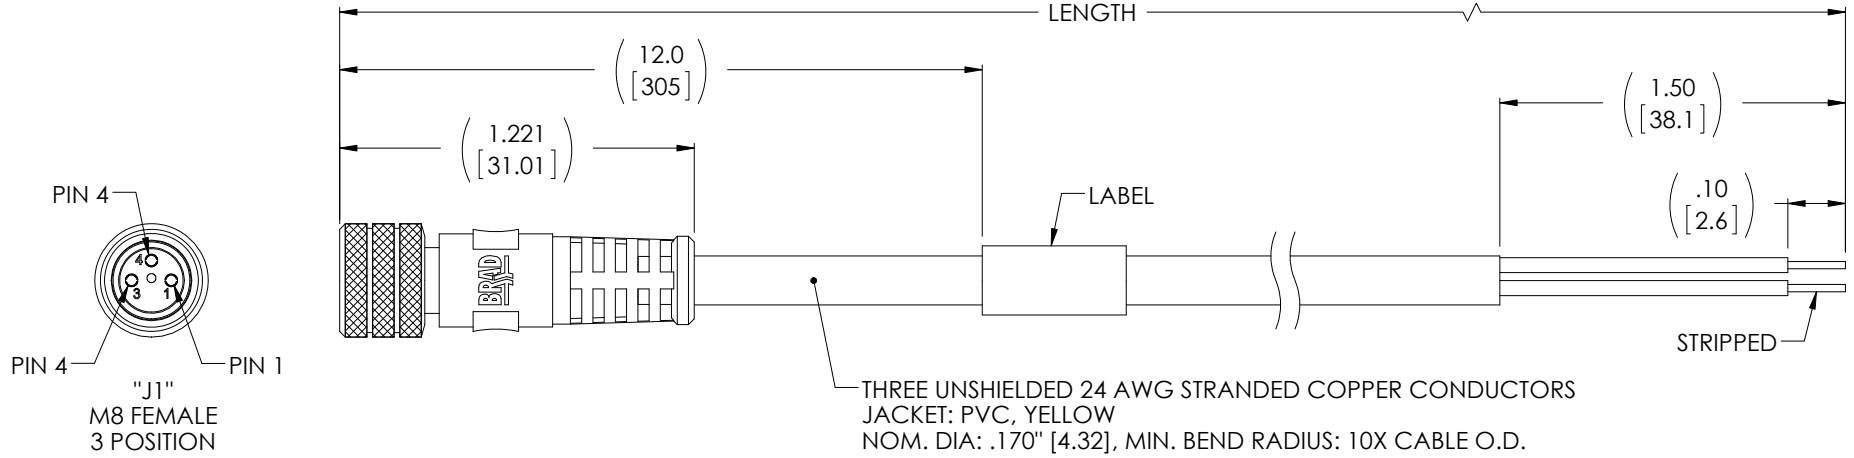 LENGTH
12.0
[305]
1.50
[38.1]
1.221
[31.01]
.10
[2.6]
PIN 4
LABEL
4
3 1
BRAD
PIN 4
PIN 1
STRIPPED
"J1"
M8 FEMALE
3 POSITION
THREE UNSHIELDED 24 AWG STRANDED COPPER CONDUCTORS
JACKET: PVC, YELLOW
NOM. DIA: .170" [4.32], MIN. BEND RADIUS: 10X CABLE O.D.